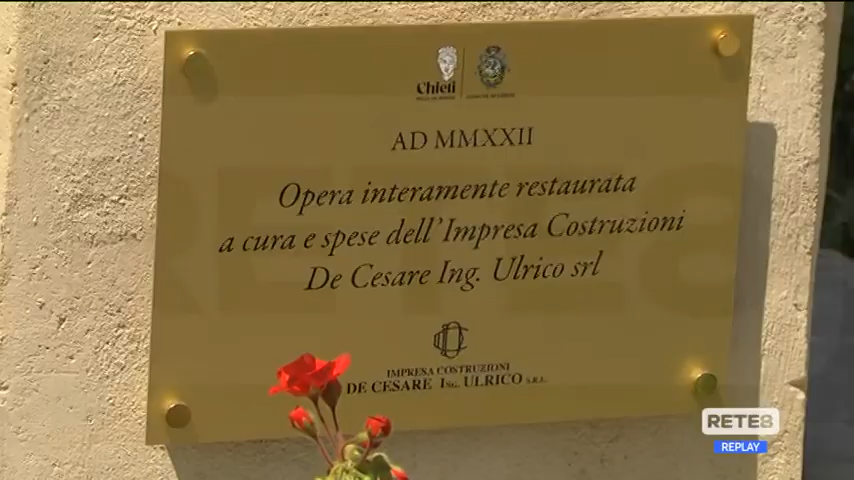 Chieti
AD MMXXII
Opera interamente restaurata
a cura e spese dell'Impresa Costruzioni
De Cesare Ing. Ulrico srl
IMPRESA COSTRUZIONI
DE CESARE ING. ULRICO S.R.L.
RETE8
REPLAY
RETE8